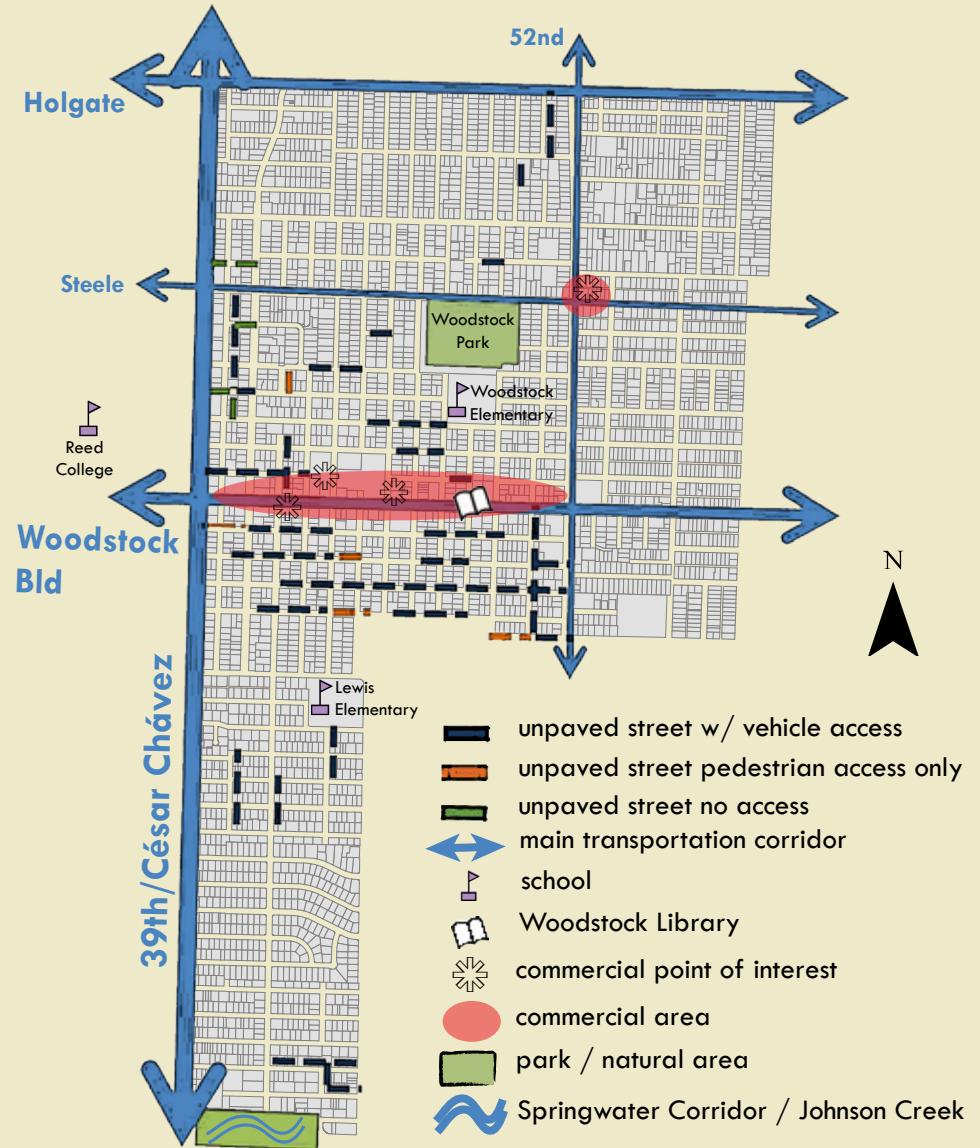 52nd
Holgate
Steele
Woodstock
Park
Woodstock
Elementary
Reed
College
Woodstock
Bld
N
39th/César Chávez
Lewis
Elementary
unpaved street w/ vehicle access
unpaved street pedestrian access only
unpaved street no access
main transportation corridor
school
Woodstock Library
commercial point of interest
commercial area
park / natural area
Springwater Corridor / Johnson Creek